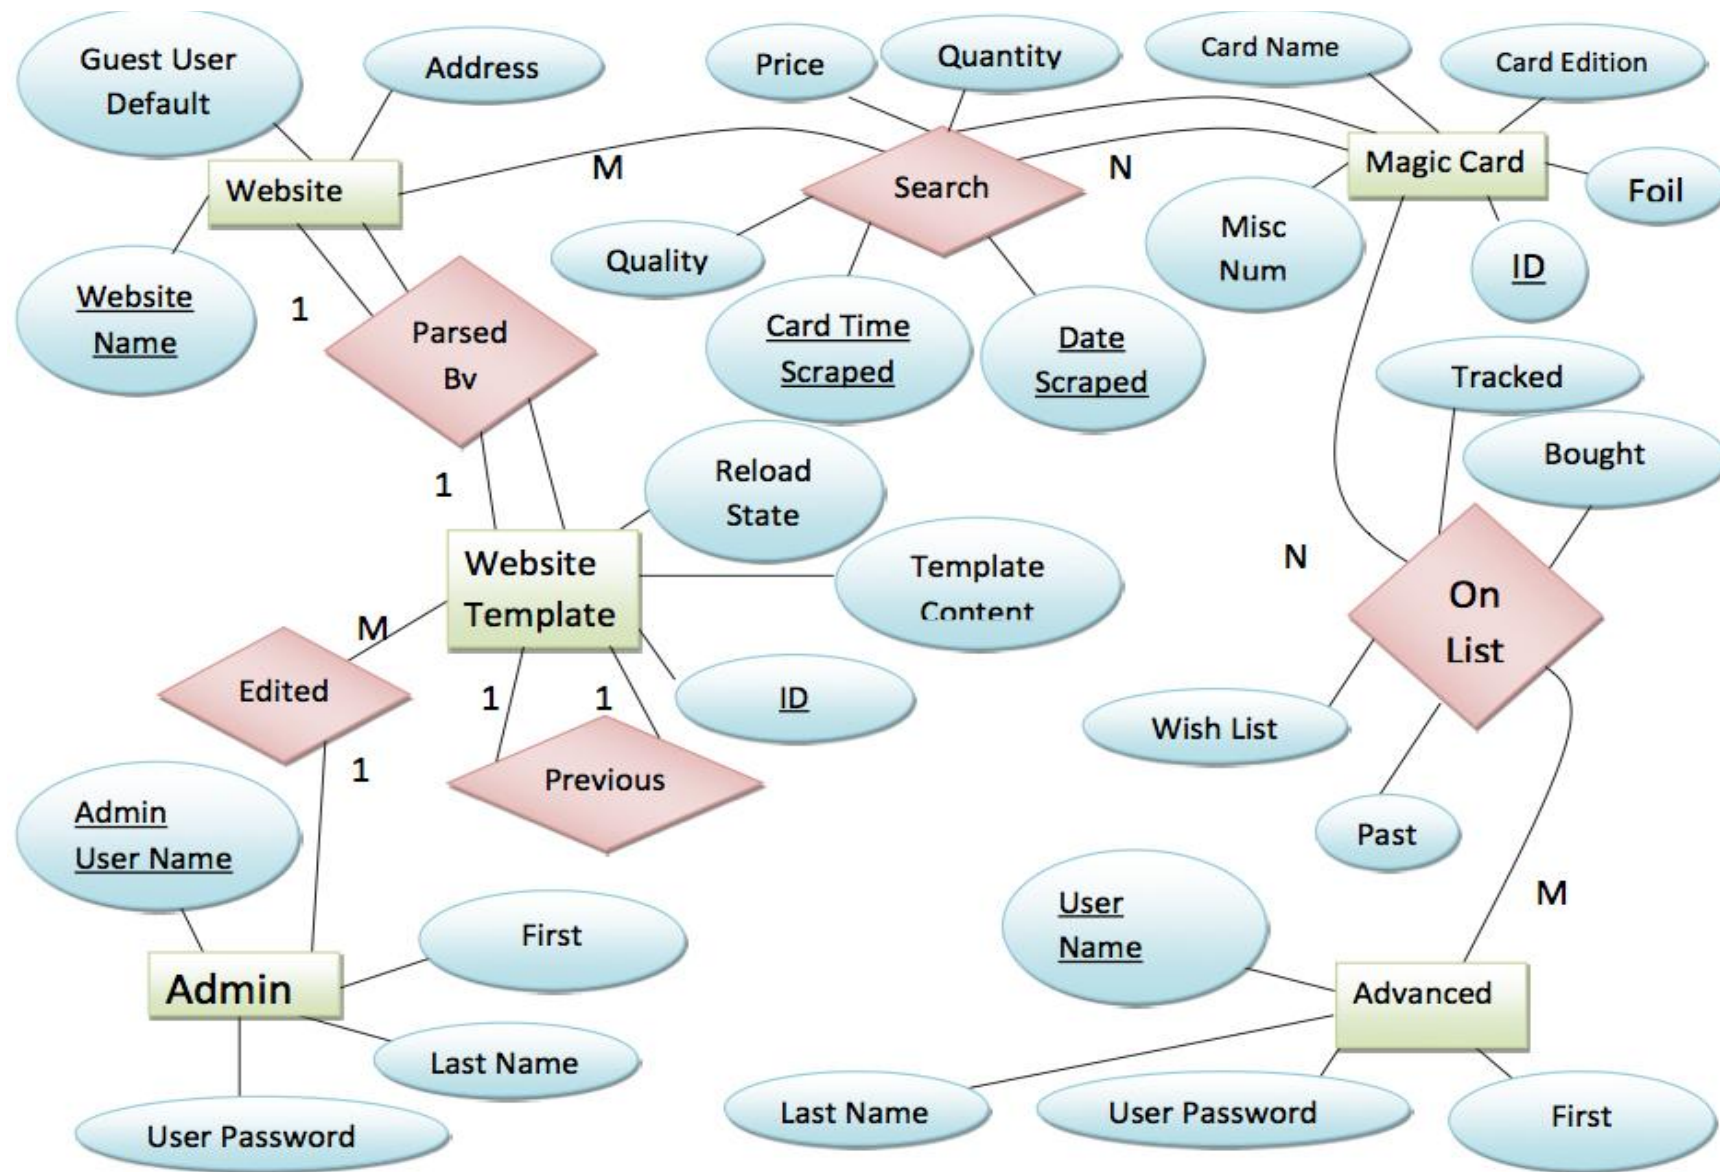 Guest User
Default
Address
Price
Quantity
Card Name
Card Edition
Website
M
Search
N
Magic Card
Foil
Website
Name
1
Parsed
By
Quality
Card Time
Scraped
Date
Scraped
Misc
Num
ID
Tracked
Bought
1
Reload
State
Website
Template
Template
Content
N
On
List
M
Edited
1
1
ID
Previous
Wish List
Past
1
Admin
User Name
First
Admin
Last Name
User Password
M
User
Name
Advanced
Last Name
User Password
First